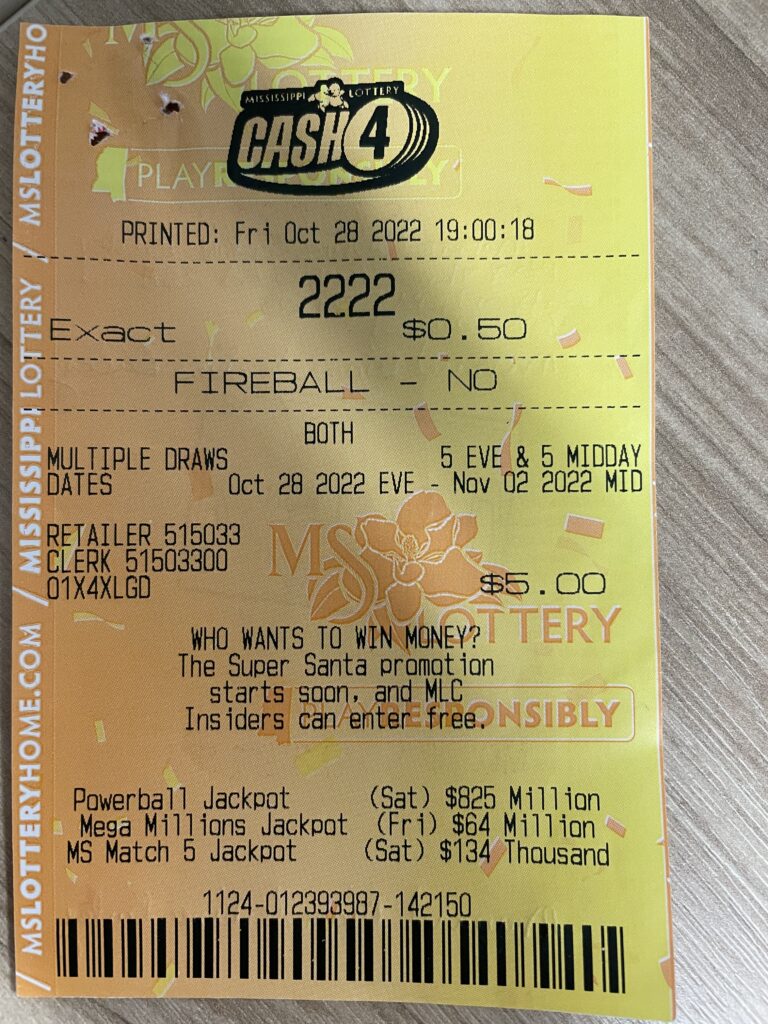 MISSISSIPPI LOTTERY
CASH 4
PLAY RESPONSIBLY
PRINTED: Fri Oct 28 2022 19:00:18
2222
Exact $0.50
FIREBALL - NO
BOTH
MULTIPLE DRAWS 5 EVE & 5 MIDDAY
DATES Oct 28 2022 EVE - Nov 02 2022 MID
RETAILER 515033
CLERK 51503300
01X4XLGD $5.00
MS LOTTERY
WHO WANTS TO WIN MONEY?
The Super Santa promotion
starts soon, and MLC
Insiders can enter free.
PLAY RESPONSIBLY
Powerball Jackpot (Sat) $825 Million
Mega Millions Jackpot (Fri) $64 Million
MS Match 5 Jackpot (Sat) $134 Thousand
1124-012393987-142150
/ MSLOTTERYHOME.COM / MISSISSIPPI LOTTERY / MSLOTTERYHO